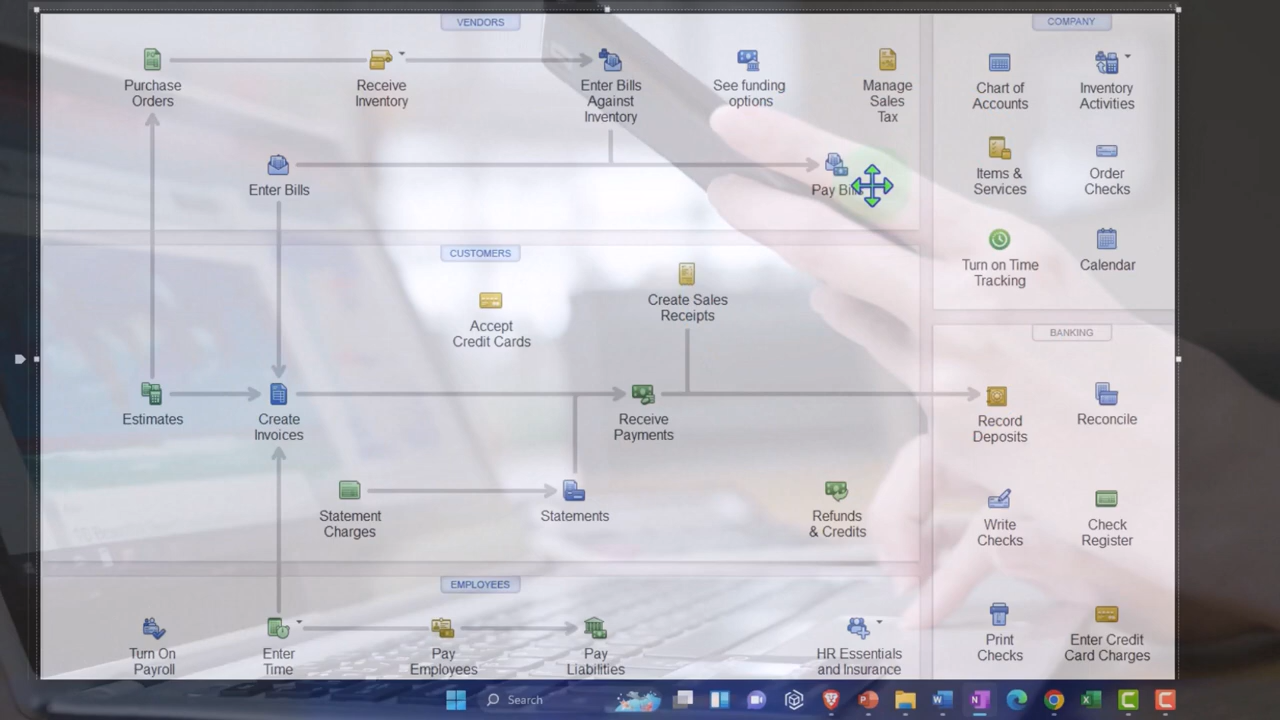 VENDORS
COMPANY
Purchase
Orders
Receive
Inventory
Enter Bills
Against
Inventory
See funding
options
Manage
Sales
Tax
Chart of
Accounts
Inventory
Activities
Enter Bills
Pay Bills
Items &
Services
Order
Checks
CUSTOMERS
Turn on Time
Tracking
Calendar
Create Sales
Receipts
Accept
Credit Cards
BANKING
Estimates
Create
Invoices
Receive
Payments
Record
Deposits
Reconcile
Statement
Charges
Statements
Refunds
& Credits
Write
Checks
Check
Register
EMPLOYEES
Turn On
Payroll
Enter
Time
Pay
Employees
Pay
Liabilities
HR Essentials
and Insurance
Print
Checks
Enter Credit
Card Charges
Search